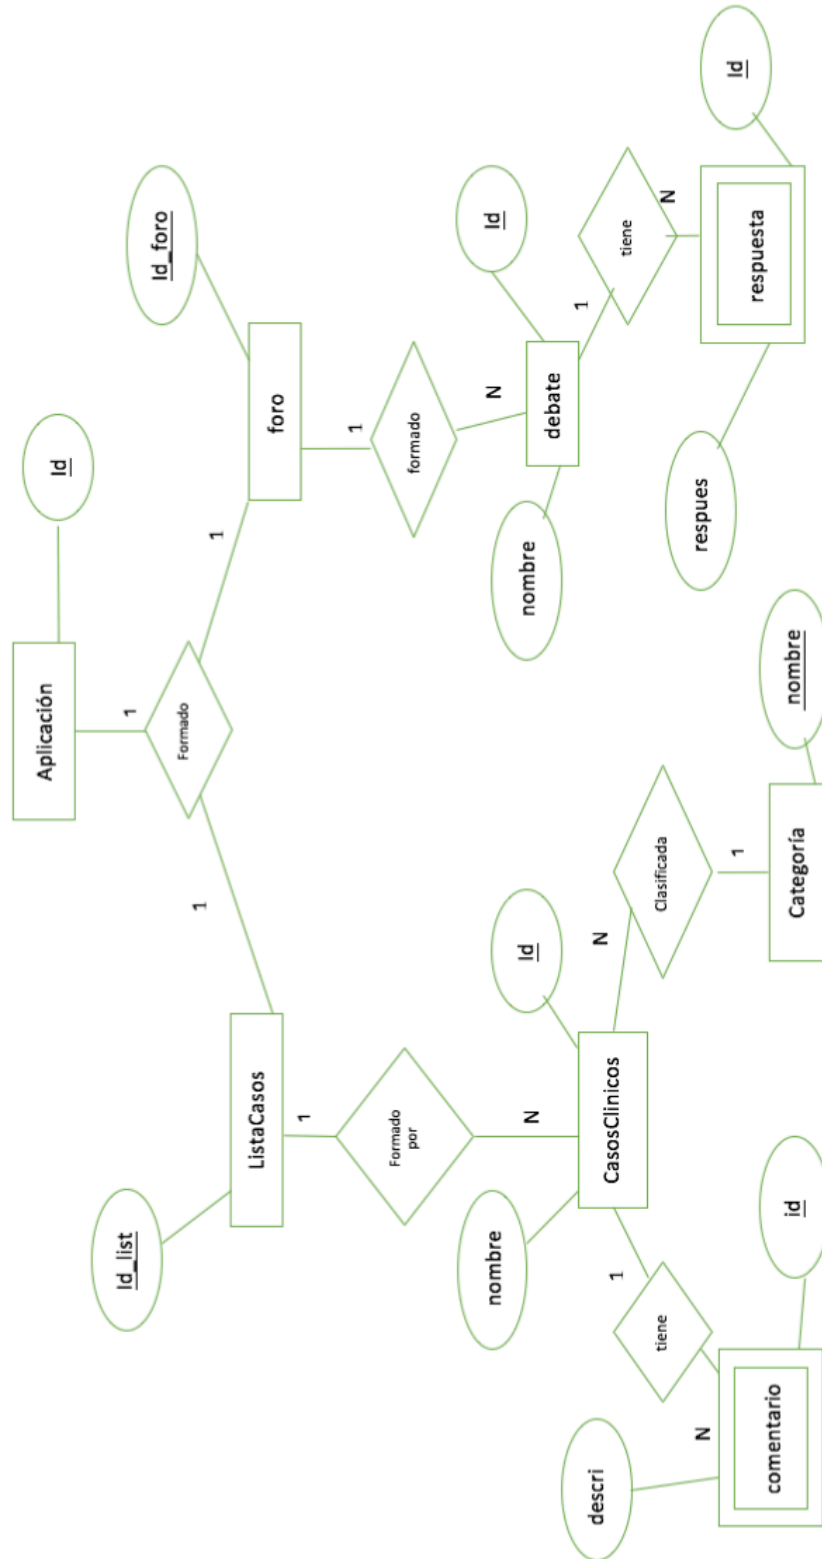 Aplicación
Id
1
Formado
1
1
ListaCasos
Id_list
foro
Id_foro
1
Formado
por
N
1
formado
N
nombre
CasosClinicos
Id
nombre
debate
Id
1
tiene
N
N
Clasificada
1
1
tiene
N
descri
comentario
id
Categoría
nombre
respues
respuesta
Id